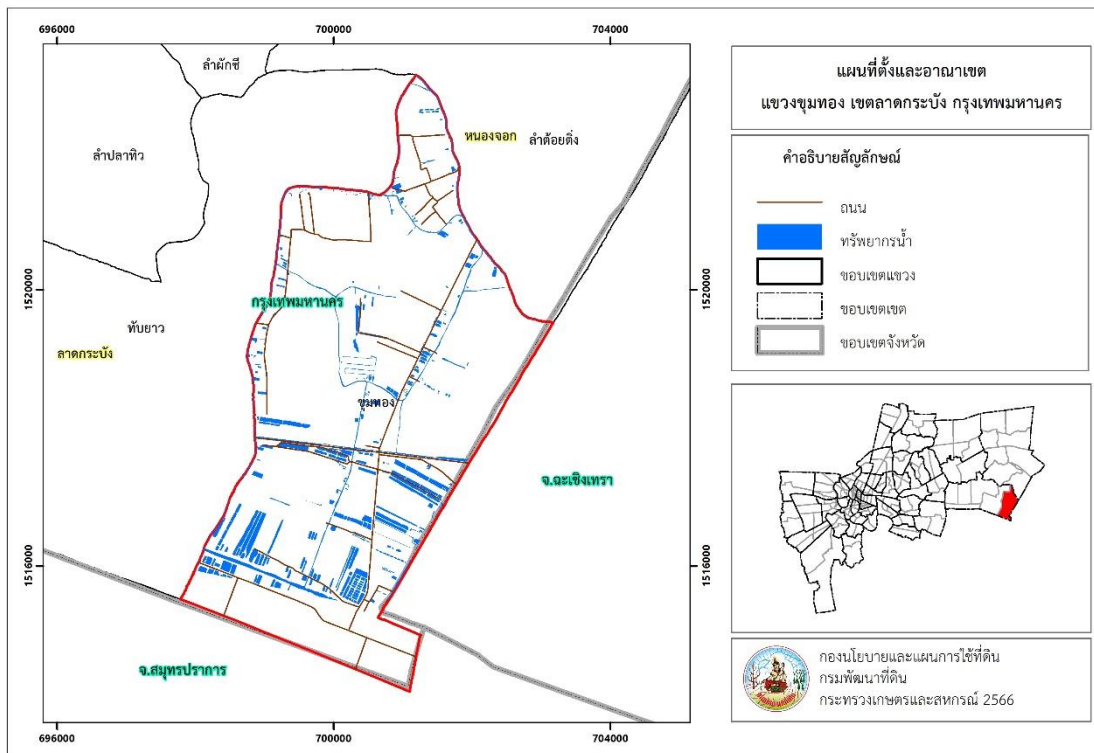 696000
700000
704000
ลำผักชี
หนองจอก
ลำต้อยติ่ง
ลำปลาทิว
1520000
1520000
กรุงเทพมหานคร
ทับยาว
ลาดกระบัง
ขุมทอง
จ.ฉะเชิงเทรา
1516000
1516000
จ.สมุทรปราการ
696000
700000
704000
แผนที่ตั้งและอาณาเขต
แขวงขุมทอง เขตลาดกระบัง กรุงเทพมหานคร
คำอธิบายสัญลักษณ์
ถนน
ทรัพยากรน้ำ
ขอบเขตแขวง
ขอบเขตเขต
ขอบเขตจังหวัด
กองนโยบายและแผนการใช้ที่ดิน
กรมพัฒนาที่ดิน
กระทรวงเกษตรและสหกรณ์ 2566